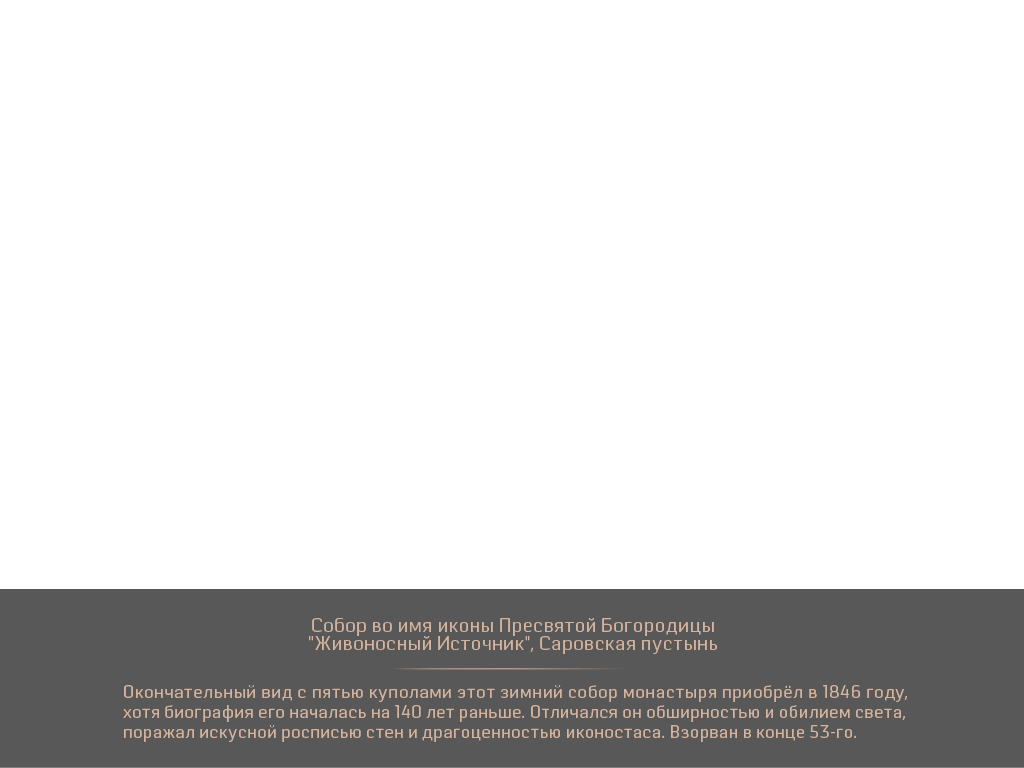 Собор во имя иконы Пресвятой Богородицы
"Живоносный Источник", Саровская пустынь
Окончательный вид с пятью куполами этот зимний собор монастыря приобрёл в 1846 году,
хотя биография его началась на 140 лет раньше. Отличался он обширностью и обилием света,
поражал искусной росписью стен и драгоценностью иконостаса. Взорван в конце 53-го.